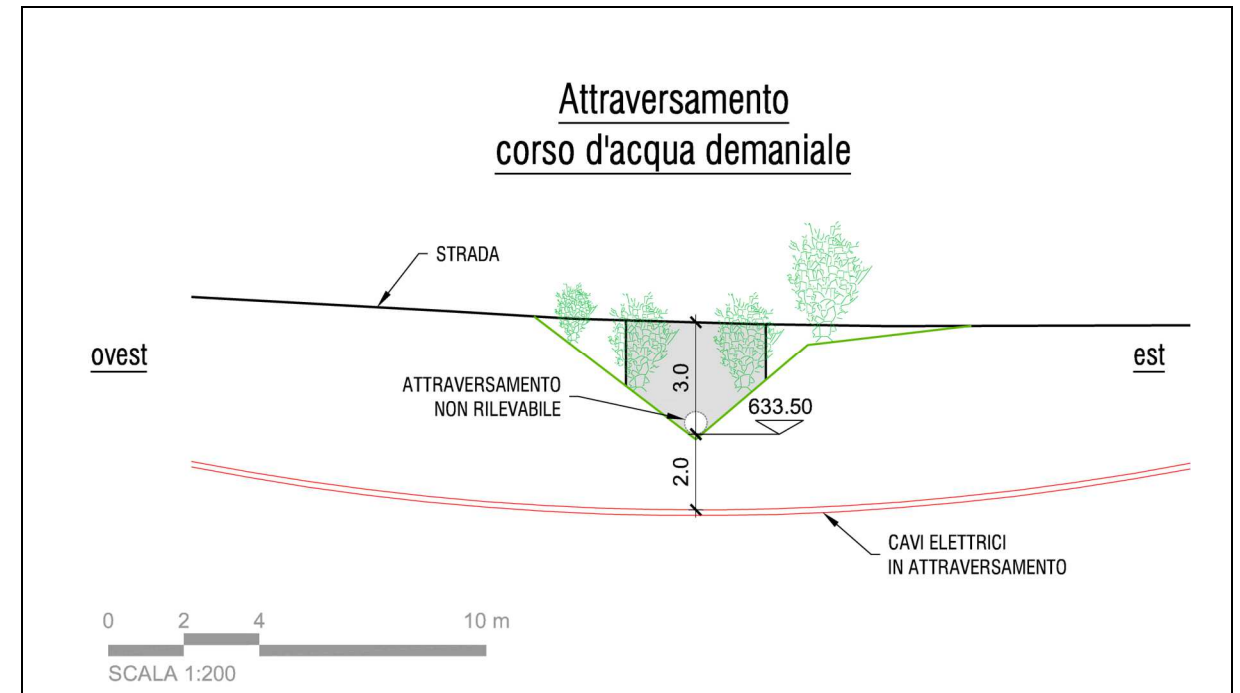 Attraversamento
corso d'acqua demaniale
STRADA
ovest
est
ATTRAVERSAMENTO
NON RILEVABILE
3.0
633.50
2.0
CAVI ELETTRICI
IN ATTRAVERSAMENTO
0 2 4 10 m
SCALA 1:200